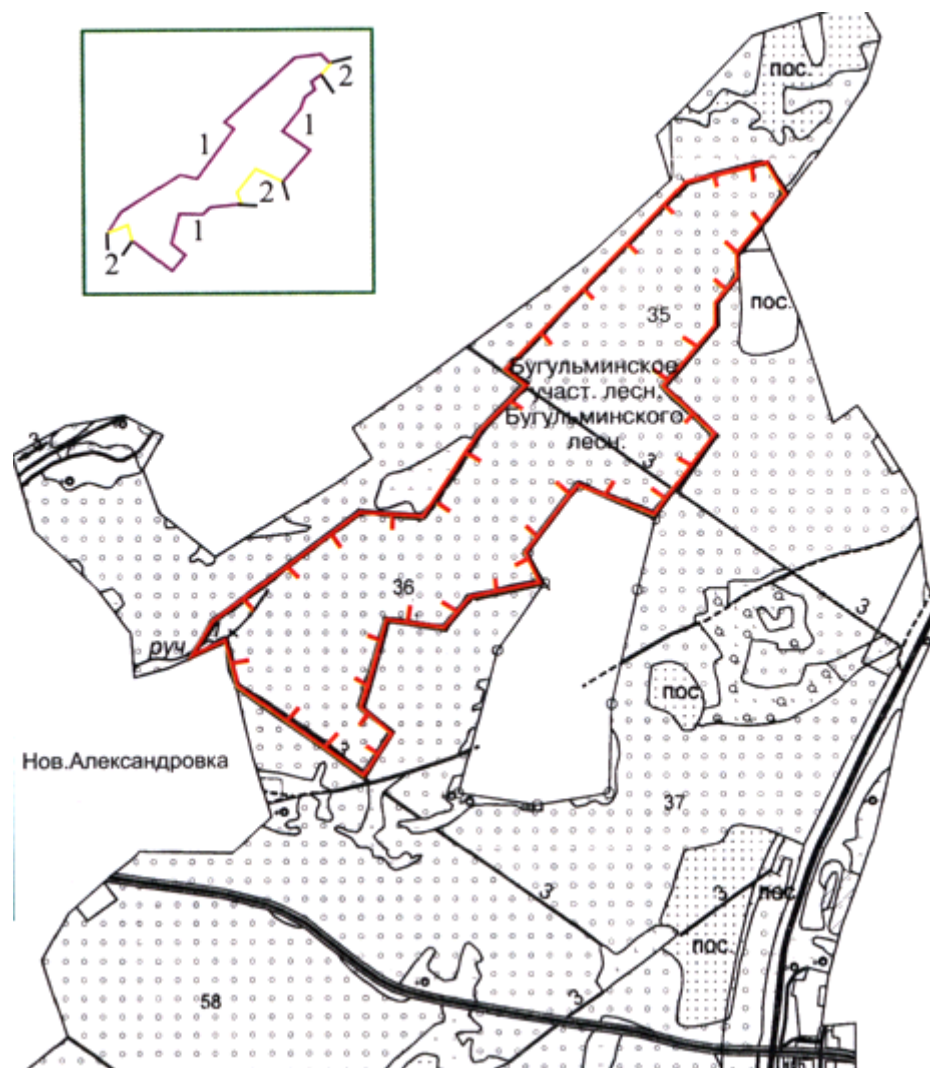 2
1
1
2
1
2
пос.
35
пос.
Бугульминское
участ. лесн.
Бугульминского
лесн.
3
3
36
3
руч.
пос.
3
Нов.Александровка
37
3
3
пос.
пос.
58
3